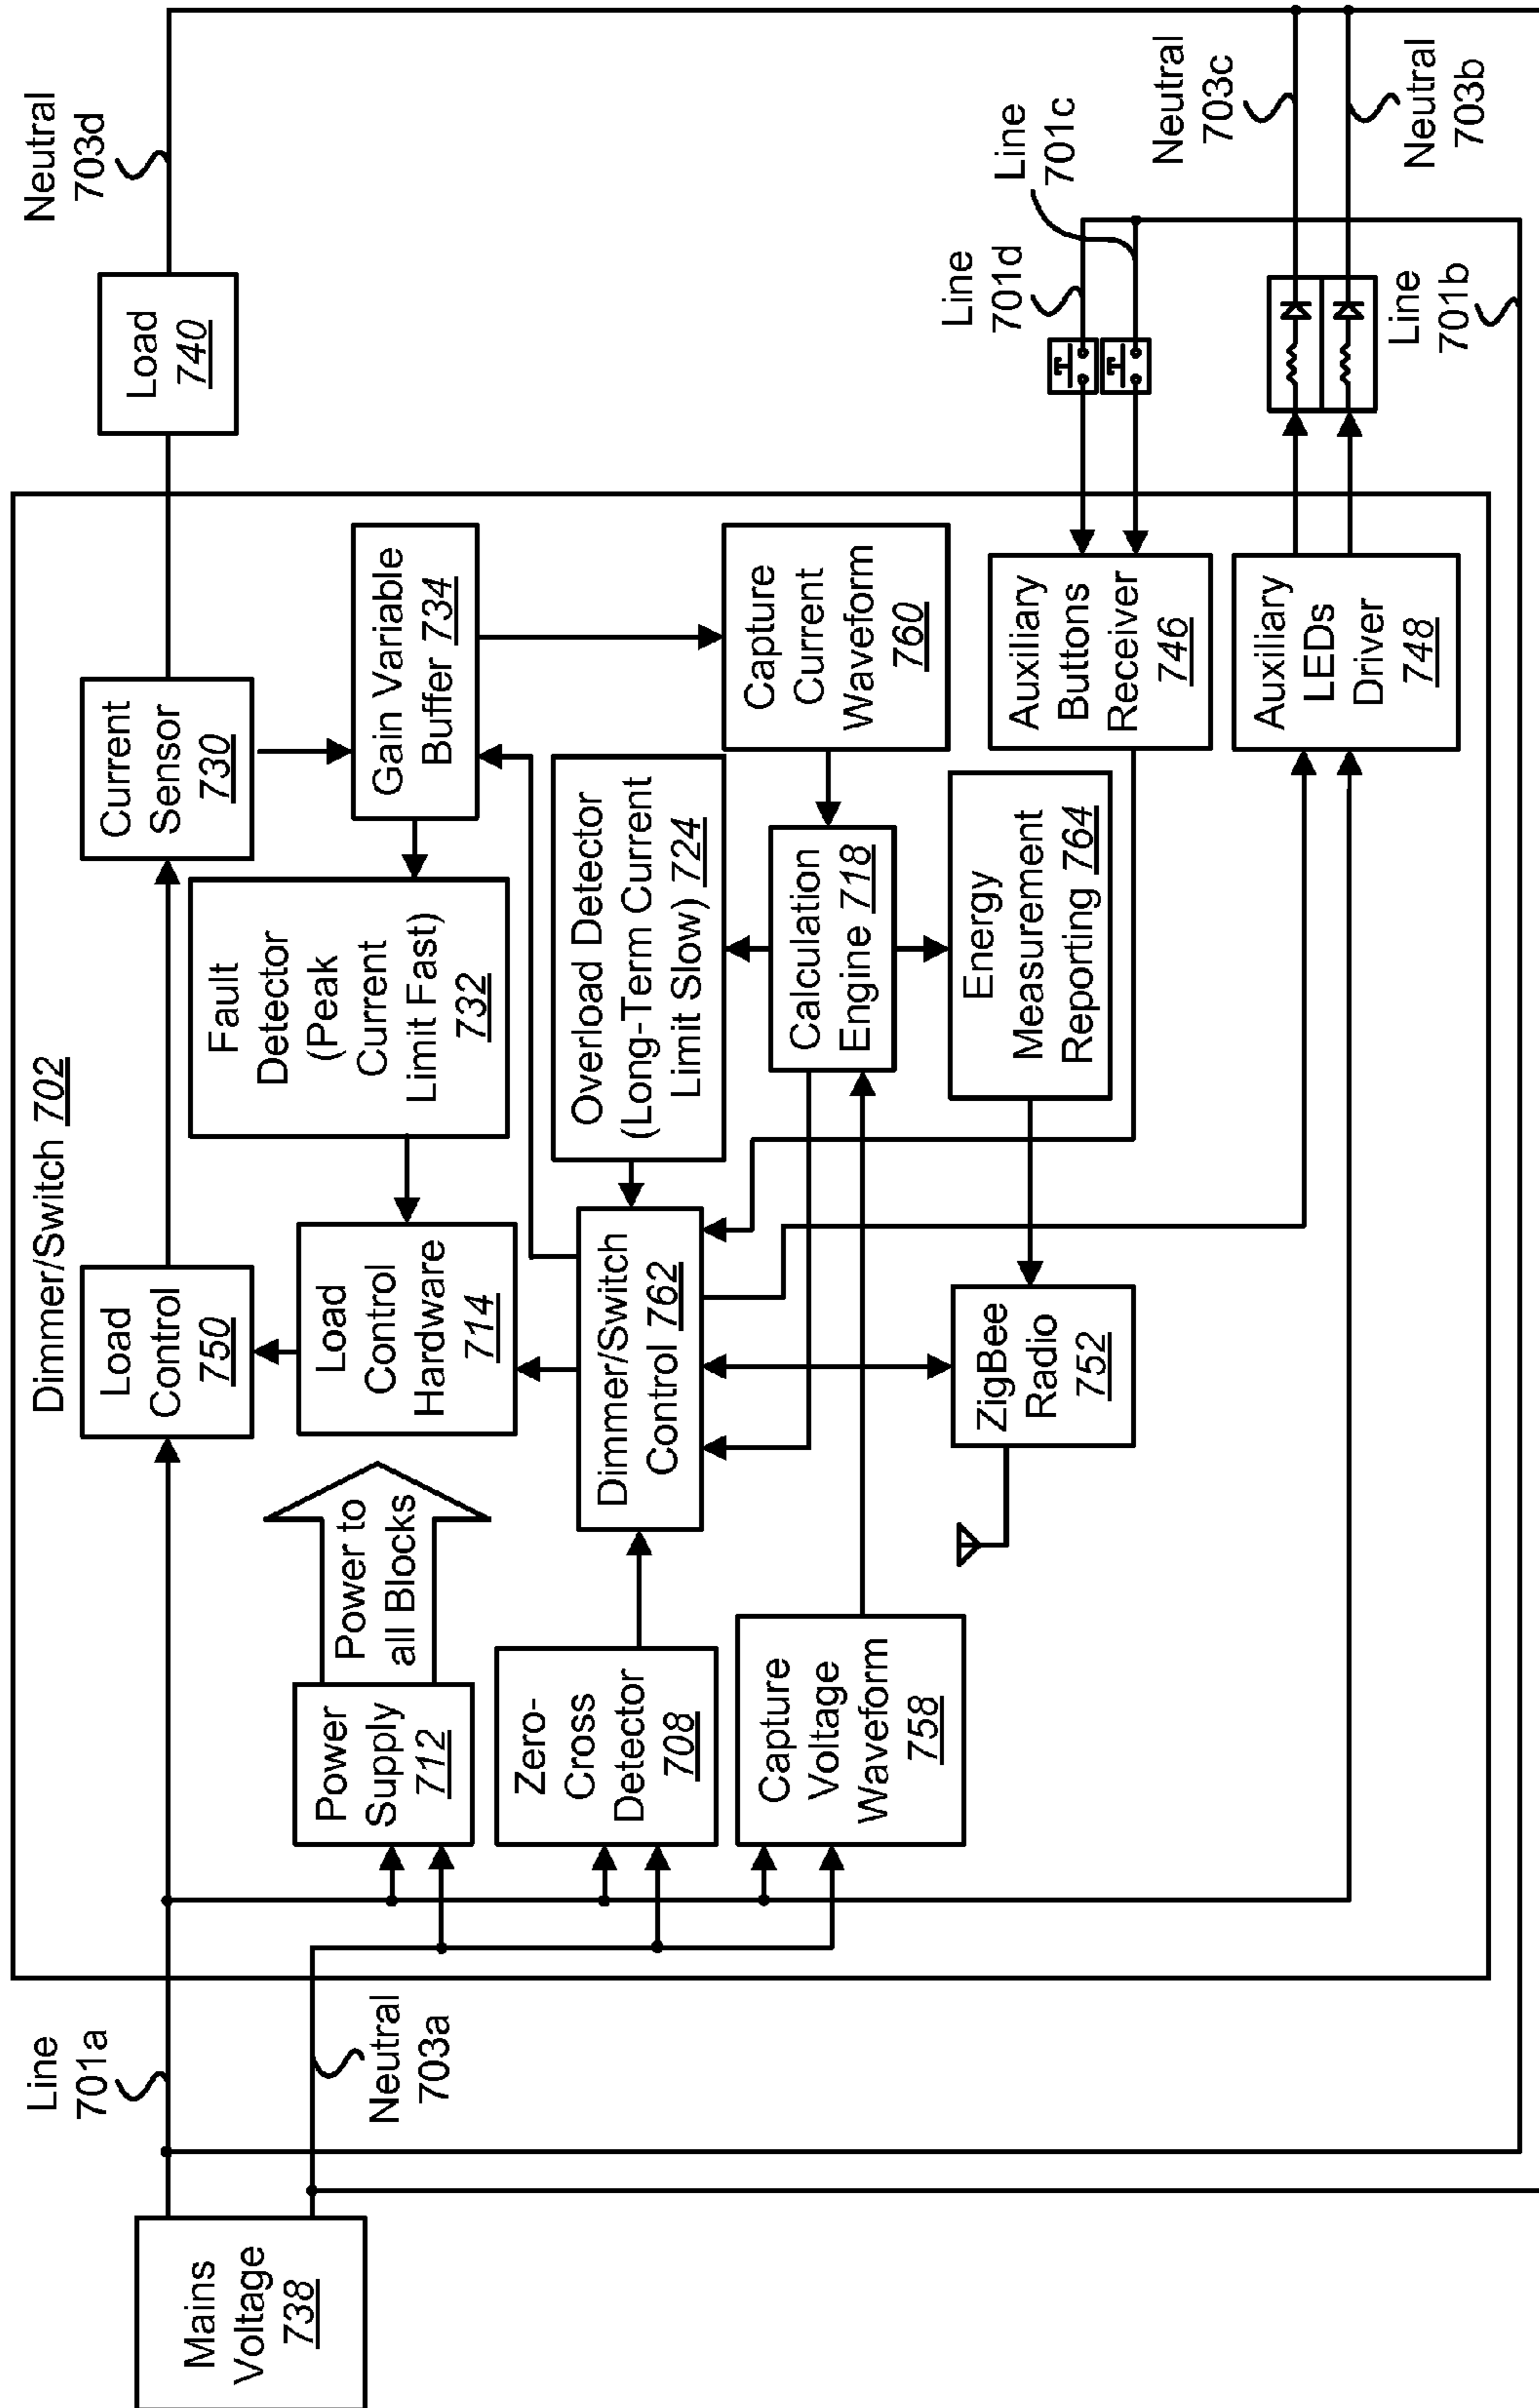 Dimmer/Switch 702
Mains
Voltage
738
Line
701a
Neutral
703a
Load
Control
750
Current
Sensor
730
Load
740
Neutral
703d
Power
Supply
712
Power to
all Blocks
Load
Control
Hardware
714
Fault
Detector
(Peak
Current
Limit Fast)
732
Gain Variable
Buffer 734
Zero-
Cross
Detector
708
Dimmer/Switch
Control 762
Overload Detector
(Long-Term Current
Limit Slow) 724
Capture
Current
Waveform
760
Capture
Voltage
Waveform
758
Calculation
Engine 718
ZigBee
Radio
752
Energy
Measurement
Reporting 764
Auxiliary
Buttons
Receiver
746
Auxiliary
LEDs
Driver
748
Line
701d
Line
701c
Neutral
703c
Neutral
703b
Line
701b